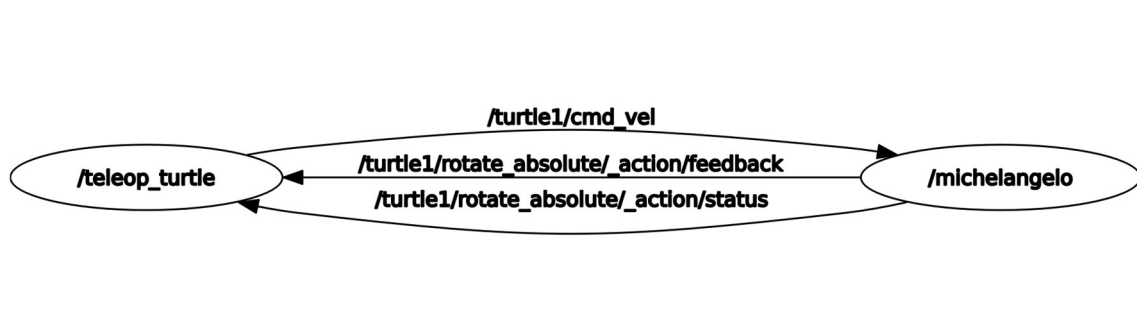 /turtle1/cmd_vel
/turtle1/rotate_absolute/_action/feedback
/teleop_turtle
/michelangelo
/turtle1/rotate_absolute/_action/status